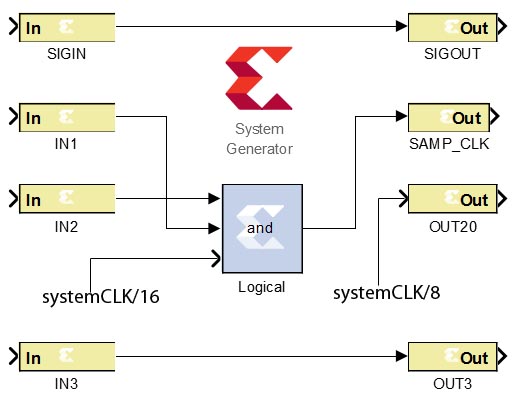 In
Out
SIGIN
SIGOUT
System
Generator
In
Out
IN1
SAMP_CLK
In
and
Out
IN2
OUT20
Logical
systemCLK/16
systemCLK/8
In
Out
IN3
OUT3